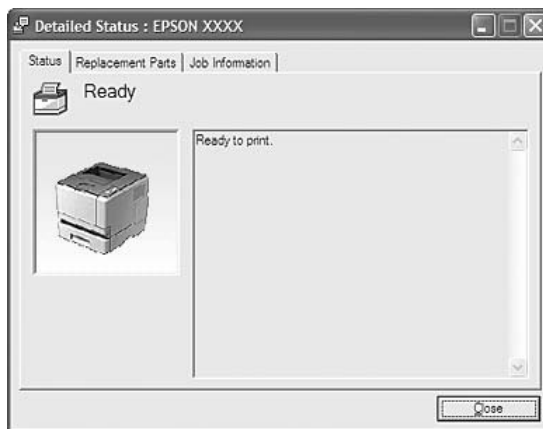 Detailed Status : EPSON XXXX
Status
Replacement Parts
Job Information
Ready
Ready to print.
Close